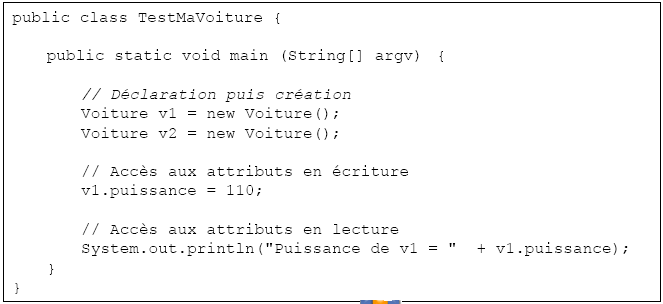 public class TestMaVoiture {
public static void main (String[] argv) {
// Déclaration puis création
Voiture v1 = new Voiture();
Voiture v2 = new Voiture();
// Accès aux attributs en écriture
v1.puissance = 110;
// Accès aux attributs en lecture
System.out.println("Puissance de v1 = " + v1.puissance);
}
}